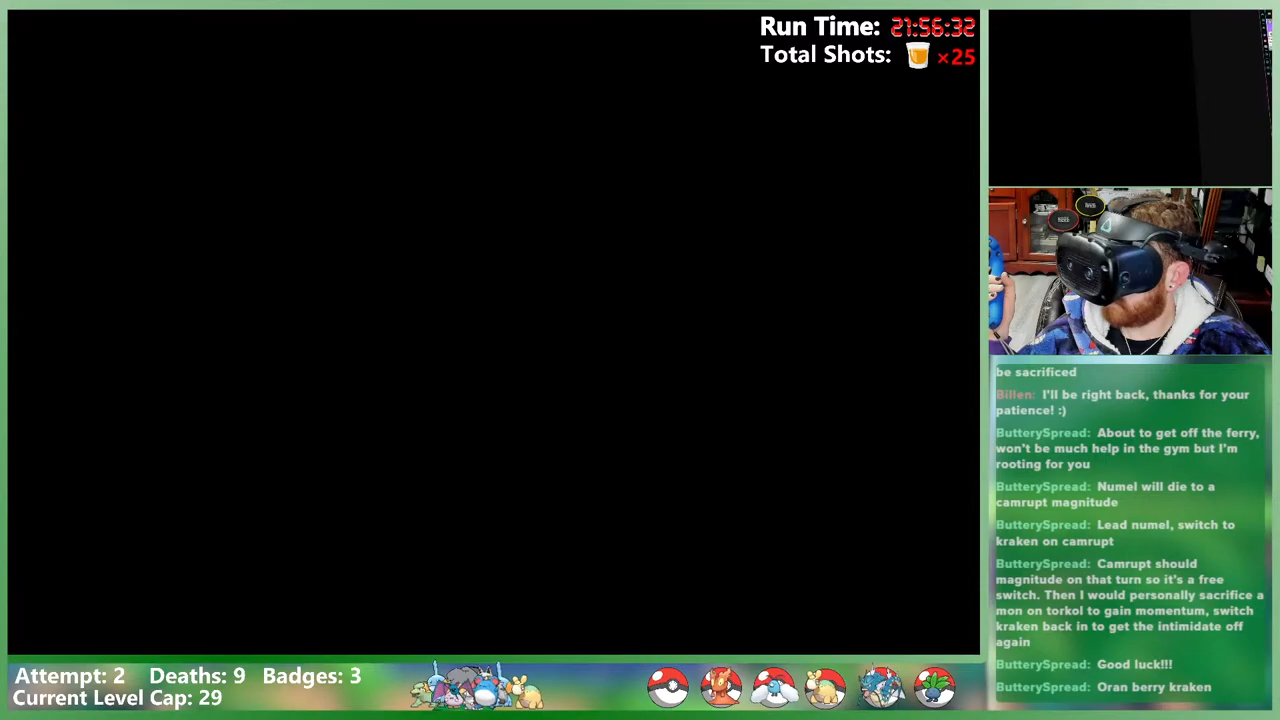 Run Time: 21:56:32
Total Shots: ×25
be sacrificed
Billen: I'll be right back, thanks for your
patience! :)
ButterySpread: About to get off the ferry,
won't be much help in the gym but I'm
rooting for you
ButterySpread: Numel will die to a
camrupt magnitude
ButterySpread: Lead numel, switch to
kraken on camrupt
ButterySpread: Camrupt should
magnitude on that turn so it's a free
switch. Then I would personally sacrifice a
mon on torkol to gain momentum, switch
kraken back in to get the intimidate off
again
ButterySpread: Good luck!!!
ButterySpread: Oran berry kraken
Attempt: 2 Deaths: 9 Badges: 3
Current Level Cap: 29